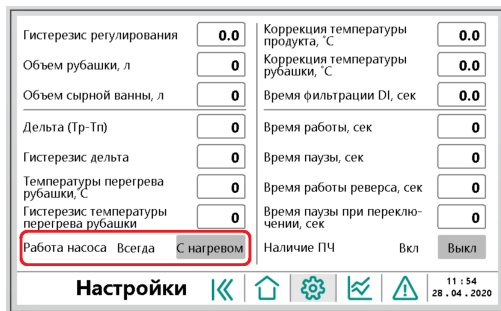 Гистерезис регулирования 0.0
Объем рубашки, л 0
Объем сырной ванны, л 0
Дельта (Тр-Тп) 0
Гистерезис дельта 0
Температуры перегрева
рубашки, С 0
Гистерезис температуры
перегрева рубашки 0
Работа насоса Всегда С нагревом
Коррекция температуры
продукта, °С 0.0
Коррекция температуры
рубашки, °С 0.0
Время фильтрации DI, сек 0.0
Время работы, сек 0
Время паузы, сек 0
Время работы реверса, сек 0
Время паузы при переклю-
чении, сек 0
Наличие ПЧ Вкл Выкл
Настройки
11 : 54
28 . 04 . 2020